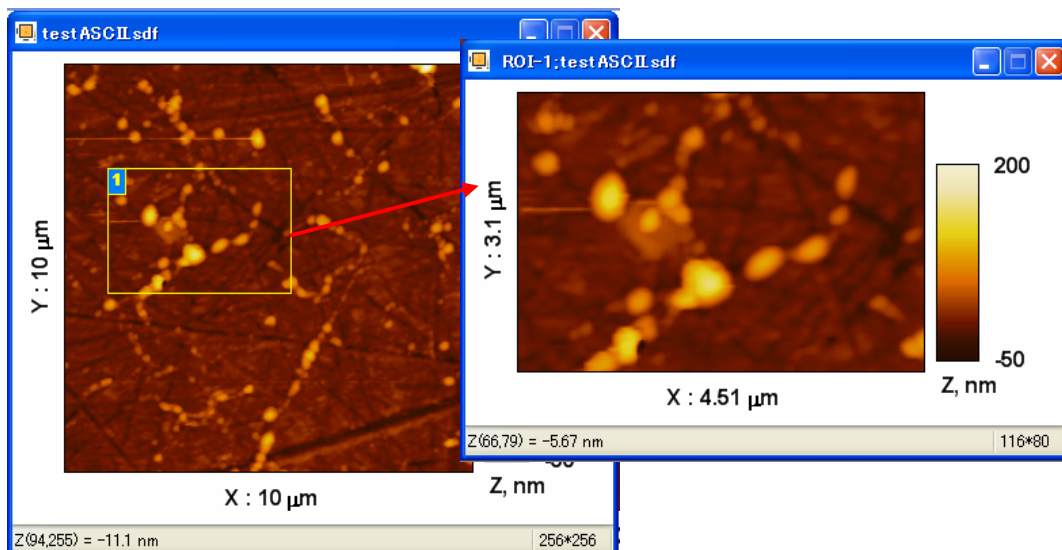 testASCII.sdf
1
Y : 10 μm
X : 10 μm
-50
Z, nm
Z(94,255) = -11.1 nm
256*256
ROI-1;testASCII.sdf
Y : 3.1 μm
X : 4.51 μm
200
-50
Z, nm
Z(66,79) = -5.67 nm
116*80